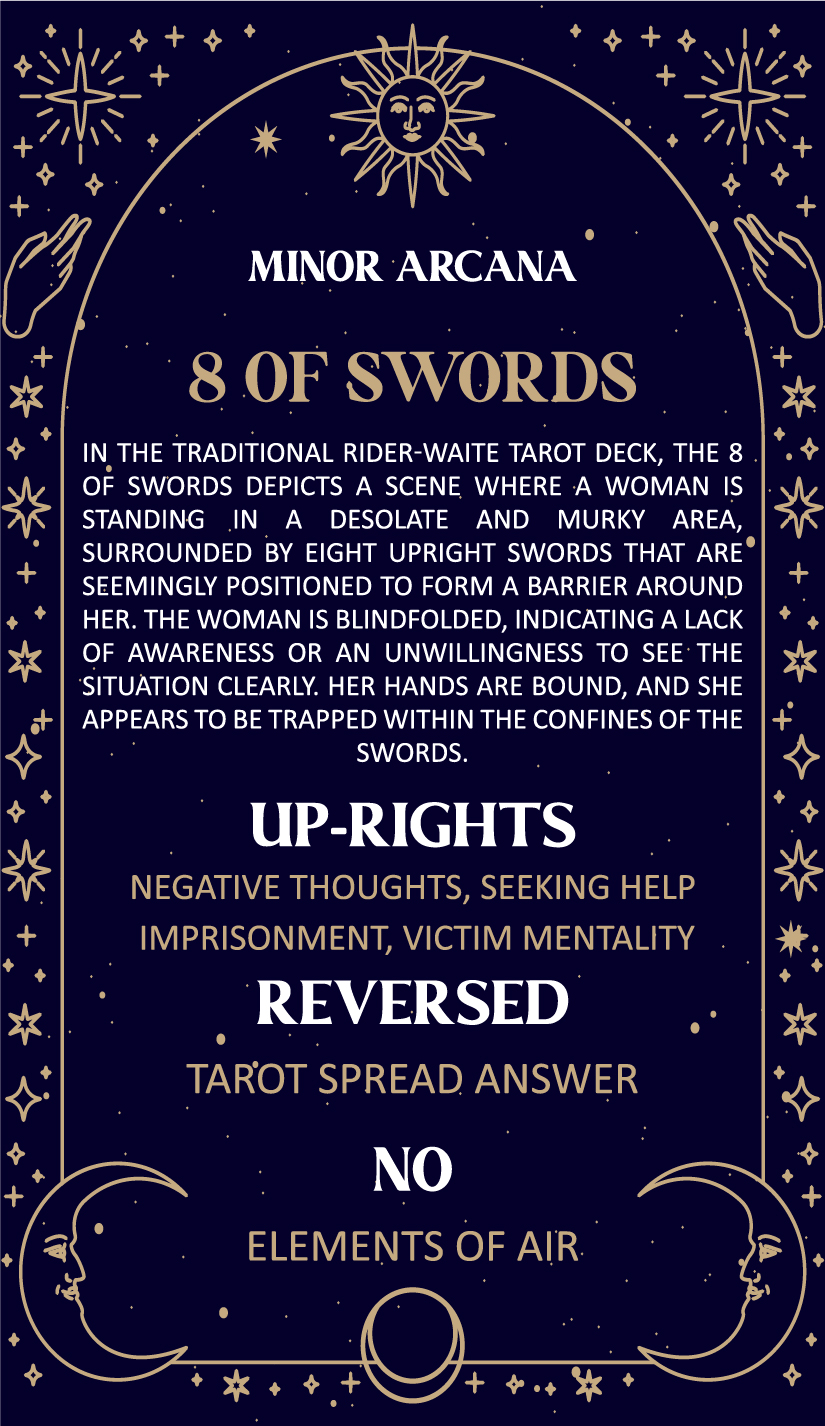 MINOR ARCANA
8 OF SWORDS
IN THE TRADITIONAL RIDER-WAITE TAROT DECK, THE 8
OF SWORDS DEPICTS A SCENE WHERE A WOMAN IS
STANDING IN A DESOLATE AND MURKY AREA,
SURROUNDED BY EIGHT UPRIGHT SWORDS THAT ARE
SEEMINGLY POSITIONED TO FORM A BARRIER AROUND
HER. THE WOMAN IS BLINDFOLDED, INDICATING A LACK
OF AWARENESS OR AN UNWILLINGNESS TO SEE THE
SITUATION CLEARLY. HER HANDS ARE BOUND, AND SHE
APPEARS TO BE TRAPPED WITHIN THE CONFINES OF THE
SWORDS.
UP-RIGHTS
NEGATIVE THOUGHTS, SEEKING HELP
IMPRISONMENT, VICTIM MENTALITY
REVERSED
TAROT SPREAD ANSWER
NO
ELEMENTS OF AIR